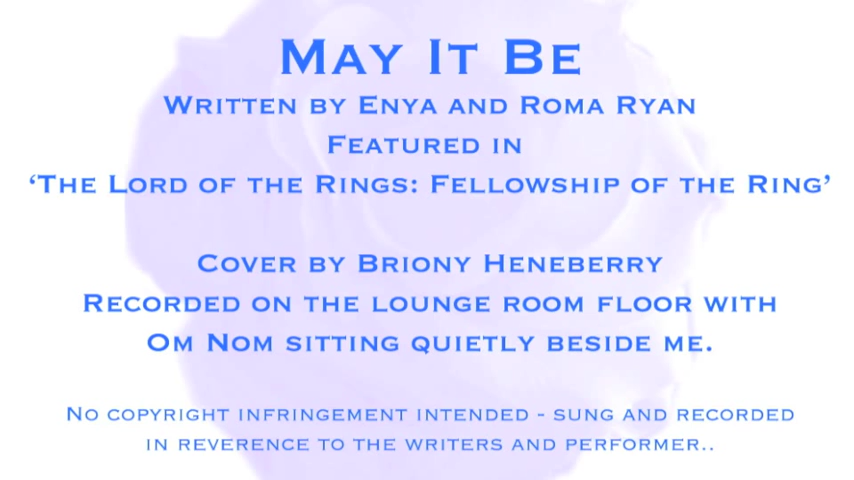 May It Be
Written by Enya and Roma Ryan
Featured in
‘The Lord of the Rings: Fellowship of the Ring’
Cover by Briony Heneberry
Recorded on the lounge room floor with
Om Nom sitting quietly beside me.
No copyright infringement intended - sung and recorded
in reverence to the writers and performer..